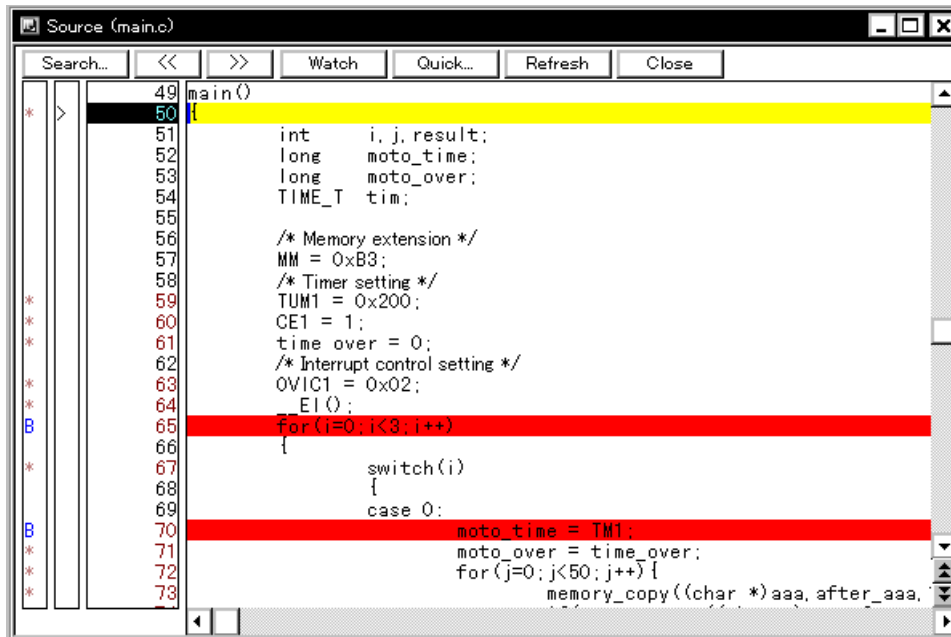 Source (main.c)
Search... << >> Watch Quick... Refresh Close
49 main()
* > 50 {
51 int i, j, result;
52 long moto_time;
53 long moto_over;
54 TIME_T tim;
55
56 /* Memory extension */
57 MM = 0xB3;
58 /* Timer setting */
* 59 TUM1 = 0x200;
* 60 CE1 = 1;
* 61 time over = 0;
62 /* Interrupt control setting */
* 63 OVIC1 = 0x02;
* 64 __EI();
B 65 for(i=0;i<3;i++)
66 {
* 67 switch(i)
68 {
69 case 0:
B 70 moto_time = TM1;
* 71 moto_over = time_over;
* 72 for(j=0;j<50;j++){
* 73 memory_copy((char *)aaa, after_aaa,